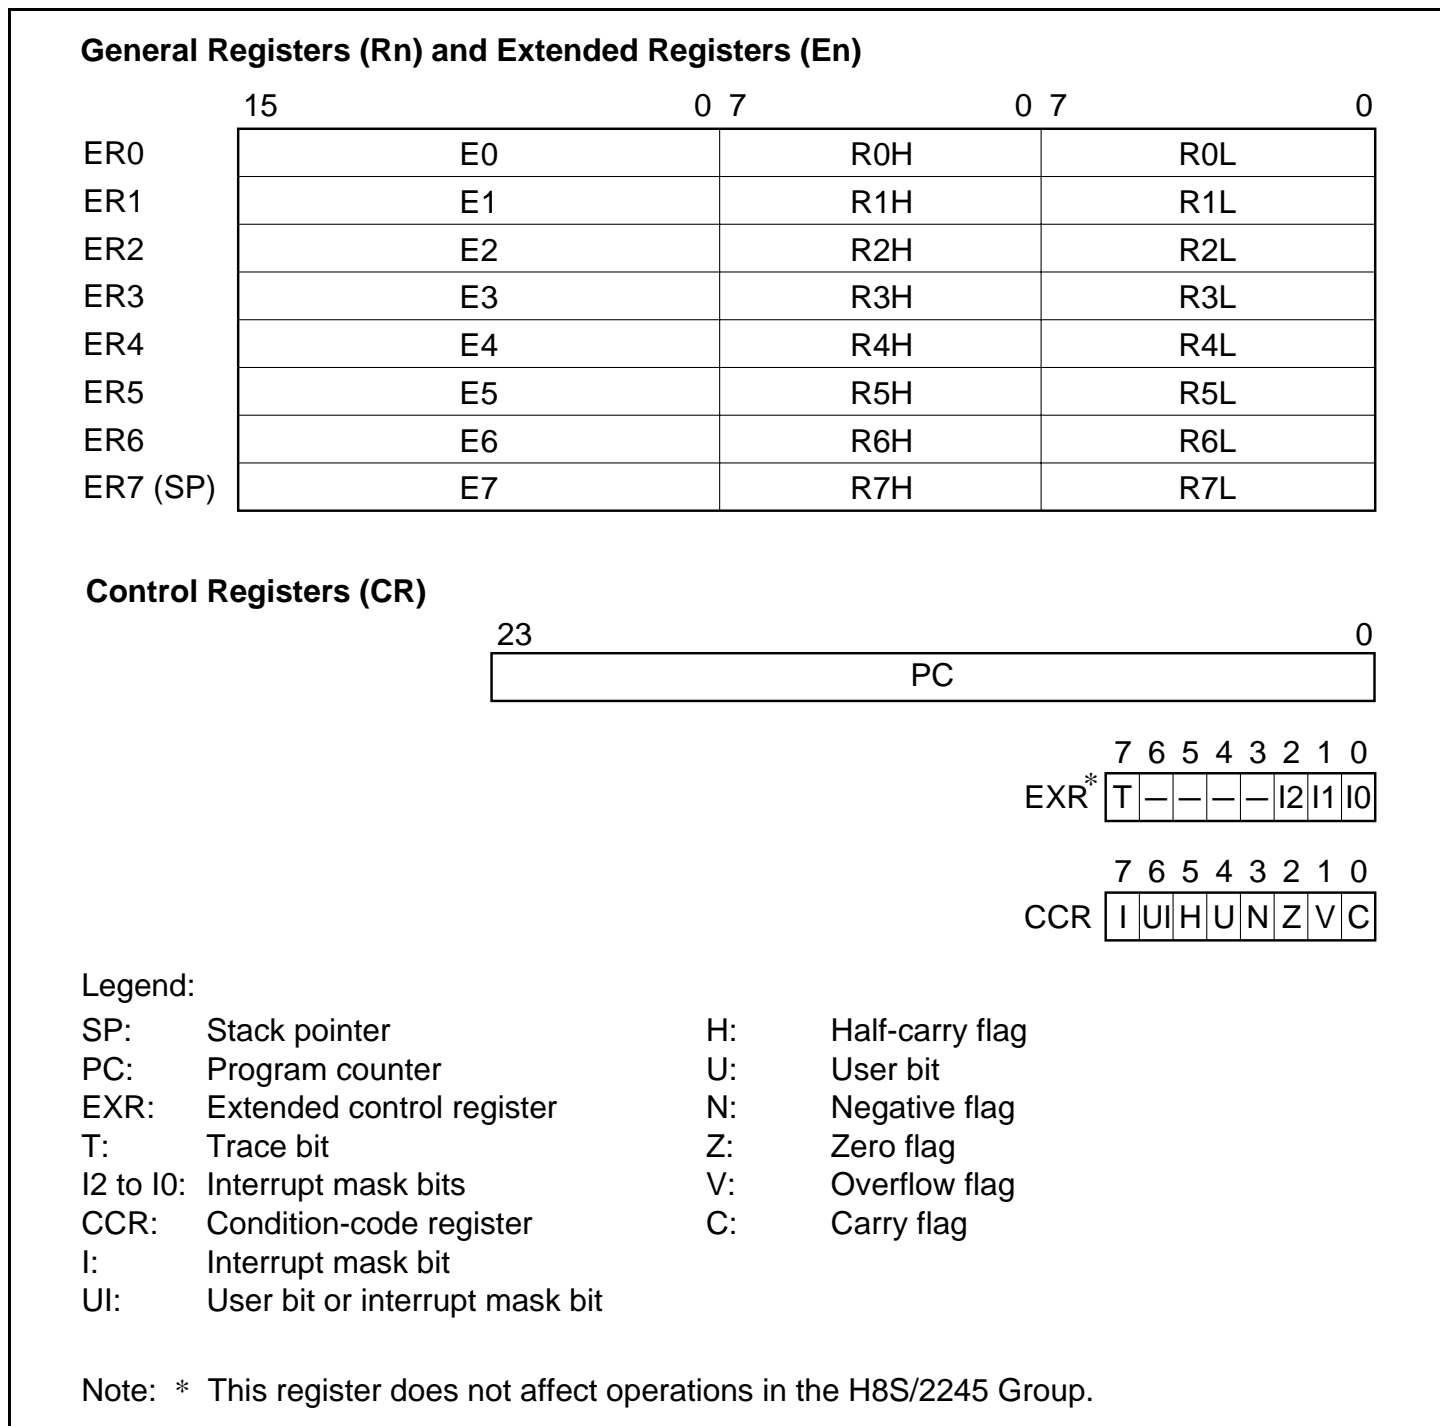 General Registers (Rn) and Extended Registers (En)
15 0 7 0 7 0
ER0 E0 R0H R0L
ER1 E1 R1H R1L
ER2 E2 R2H R2L
ER3 E3 R3H R3L
ER4 E4 R4H R4L
ER5 E5 R5H R5L
ER6 E6 R6H R6L
ER7 (SP) E7 R7H R7L
Control Registers (CR)
23 0
PC
7 6 5 4 3 2 1 0
EXR* T — — — — I2 I1 I0
7 6 5 4 3 2 1 0
CCR I UI H U N Z V C
Legend:
SP: Stack pointer H: Half-carry flag
PC: Program counter U: User bit
EXR: Extended control register N: Negative flag
T: Trace bit Z: Zero flag
I2 to I0: Interrupt mask bits V: Overflow flag
CCR: Condition-code register C: Carry flag
I: Interrupt mask bit
UI: User bit or interrupt mask bit
Note: * This register does not affect operations in the H8S/2245 Group.